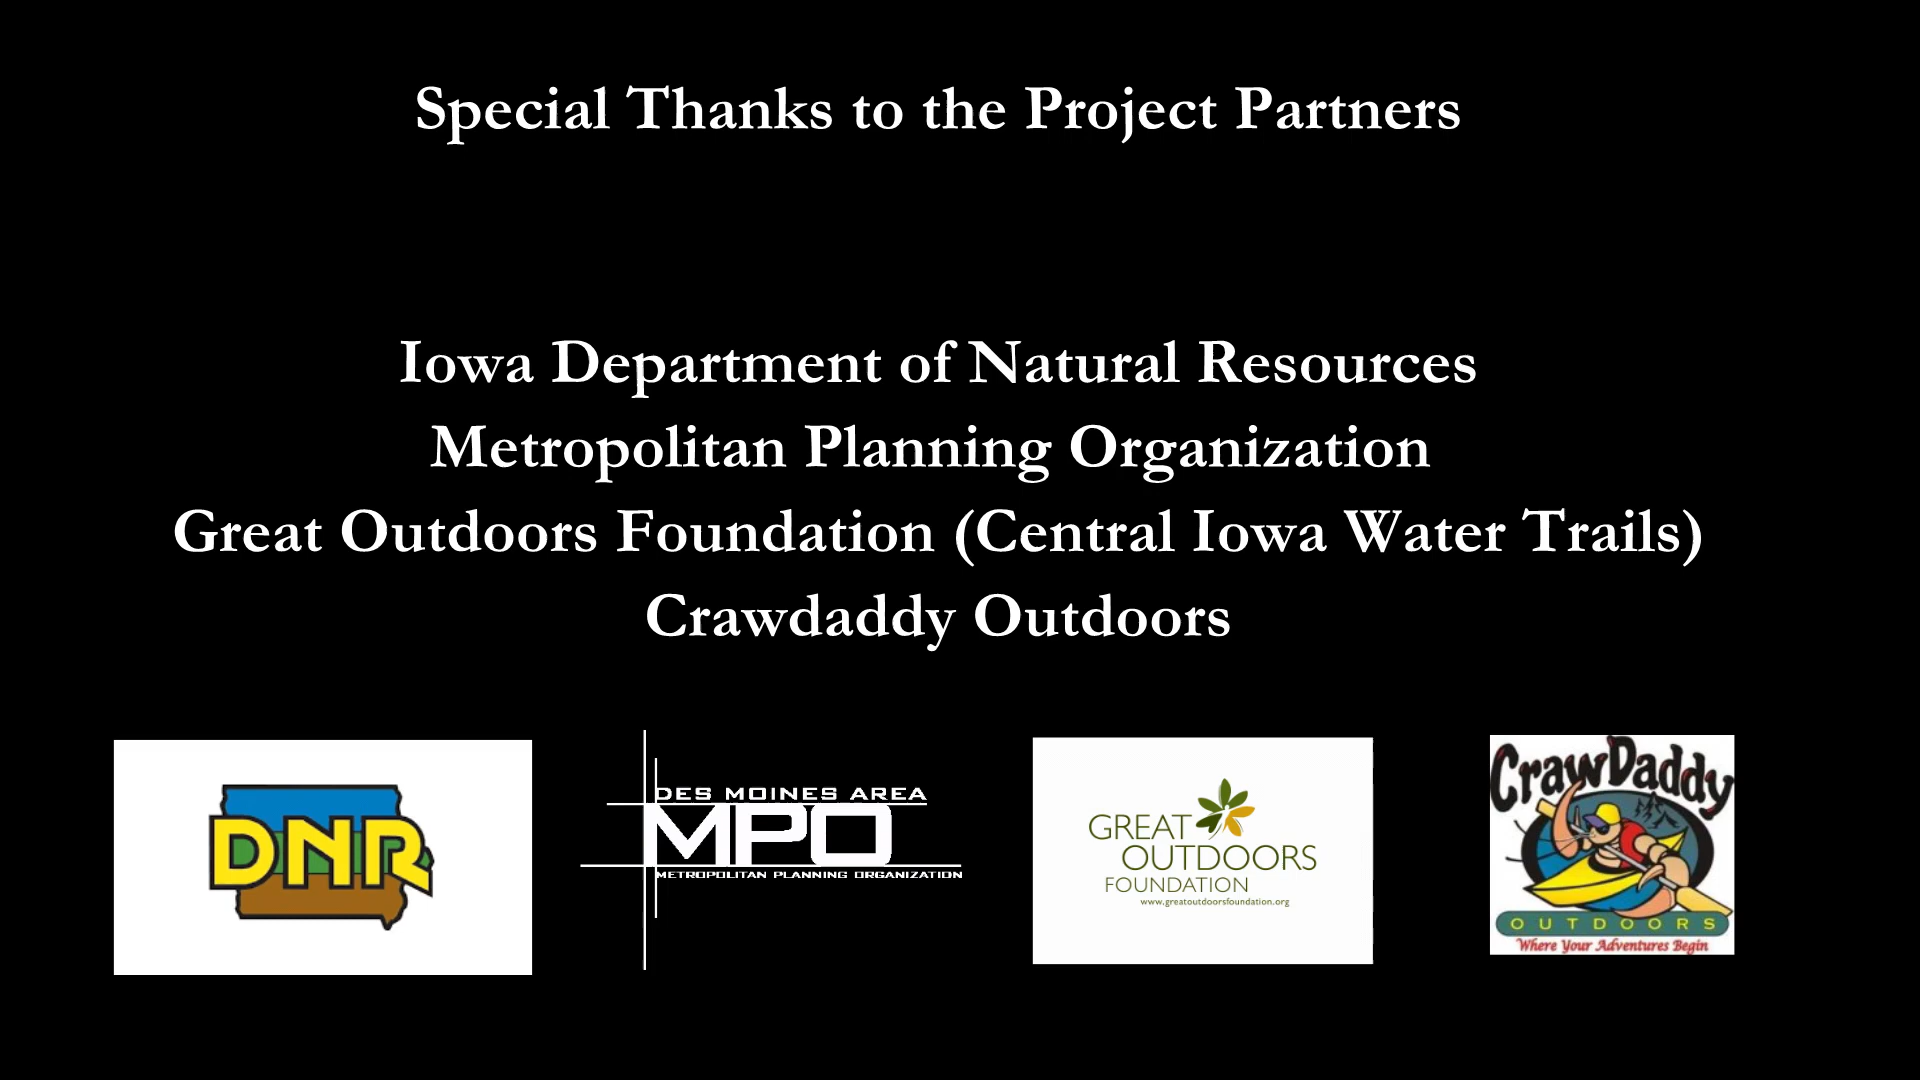 Special Thanks to the Project Partners
Iowa Department of Natural Resources
Metropolitan Planning Organization
Great Outdoors Foundation (Central Iowa Water Trails)
Crawdaddy Outdoors
DNR
DES MOINES AREA
MPO
METROPOLITAN PLANNING ORGANIZATION
GREAT
OUTDOORS
FOUNDATION
www.greatoutdoorsfoundation.org
CrawDaddy
OUTDOORS
Where Your Adventures Begin